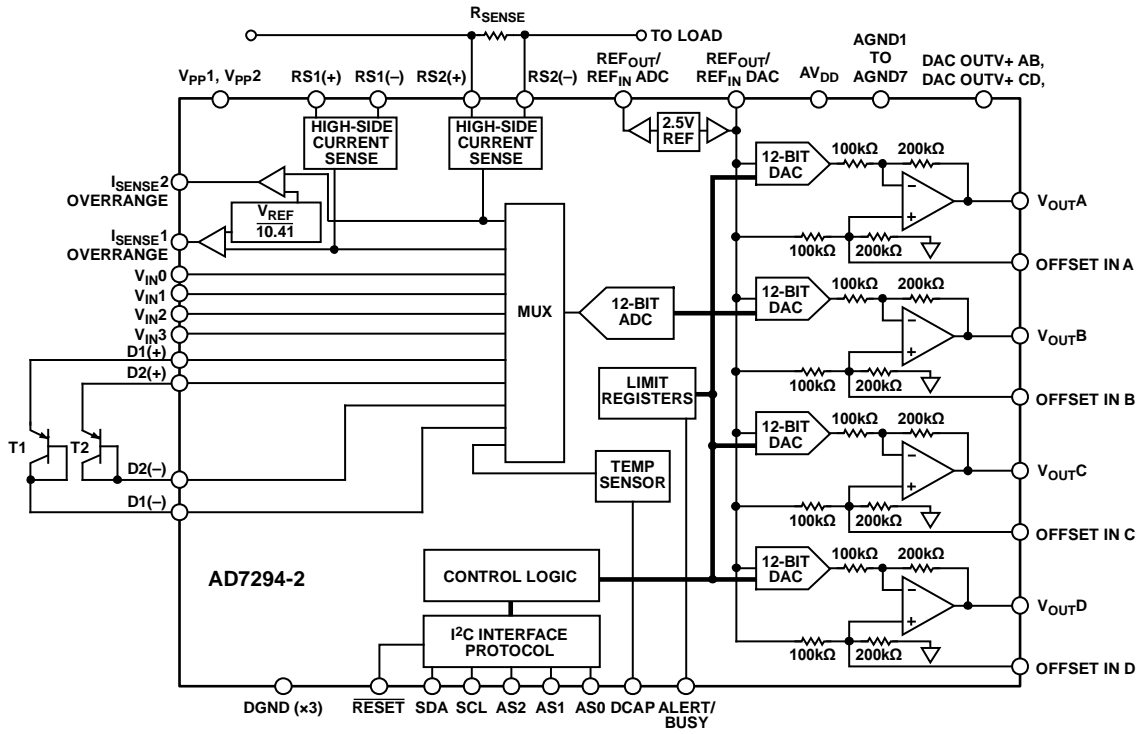 RSENSE
TO LOAD
VPP1, VPP2
RS1(+)
RS1(–)
RS2(+)
RS2(–)
REFOUT/
REFIN ADC
REFOUT/
REFIN DAC
AVDD
AGND1
TO
AGND7
DAC OUTV+ AB,
DAC OUTV+ CD,
HIGH-SIDE
CURRENT
SENSE
HIGH-SIDE
CURRENT
SENSE
2.5V
REF
12-BIT
DAC
100kΩ
200kΩ
–
+
VOUTA
100kΩ
200kΩ
OFFSET IN A
ISENSE2
OVERRANGE
VREF
10.41
ISENSE1
OVERRANGE
VIN0
VIN1
VIN2
VIN3
D1(+)
D2(+)
T1
T2
D2(–)
D1(–)
MUX
12-BIT
ADC
12-BIT
DAC
100kΩ
200kΩ
–
+
VOUTB
100kΩ
200kΩ
OFFSET IN B
LIMIT
REGISTERS
12-BIT
DAC
100kΩ
200kΩ
–
+
VOUTC
TEMP
SENSOR
100kΩ
200kΩ
OFFSET IN C
AD7294-2
CONTROL LOGIC
12-BIT
DAC
100kΩ
200kΩ
–
+
VOUTD
I2C INTERFACE
PROTOCOL
100kΩ
200kΩ
OFFSET IN D
DGND (×3)
RESET
SDA
SCL
AS2
AS1
AS0
DCAP
ALERT/
BUSY